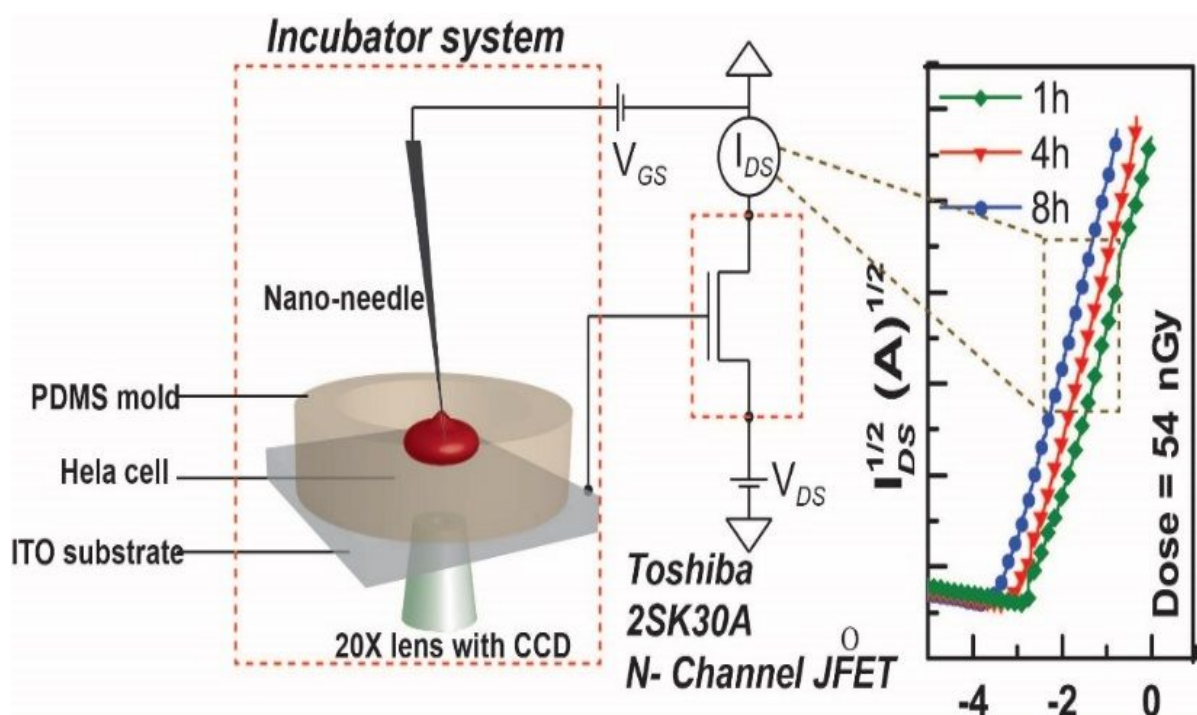 Incubator system
V_GS
I_DS
Nano-needle
PDMS mold
Hela cell
ITO substrate
20X lens with CCD
V_DS
Toshiba
2SK30A
N- Channel JFET
1h
4h
8h
I_DS^1/2 (A)^1/2
Dose = 54 nGy
0
-4 -2 0